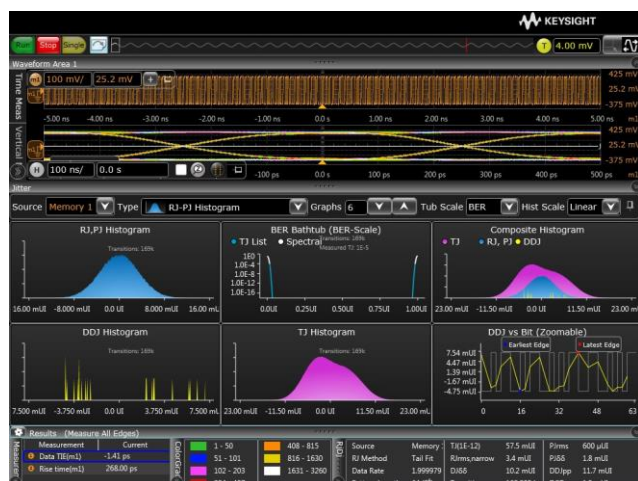 KEYSIGHT
Run Stop Single T 4.00 mV
Waveform Area 1
Time Meas
m1 100 mV/ 25.2 mV + 425 mV
25.2 mV
-375 mV
-5.00 ns -4.00 ns -3.00 ns -2.00 ns -1.00 ns 0.0 s 1.00 ns 2.00 ns 3.00 ns 4.00 ns 5.00 ns m1
Vertical
425 mV
25.2 mV
-375 mV
H 100 ns/ 0.0 s -100 ps 0.0 s 100 ps 200 ps 300 ps 400 ps 500 ps m1
Jitter
Source Memory 1 Type RJ-PJ Histogram Graphs 6 Tub Scale BER Hist Scale Linear
RJ,PJ Histogram
Transitions: 169k
16.00 mUI -8.000 mUI 0.0 UI 8.000 mUI 16.00 mUI
BER Bathtub (BER-Scale)
TJ List Spectral
Transitions: 169k
Measured TJ: 1E-5
1E0
1.0E-4
1.0E-8
1.0E-12
1.0E-16
0.0UI 0.25UI 0.50UI 0.75UI 1.0UI
Composite Histogram
TJ RJ, PJ DDJ
23.00 mUI -11.50 mUI 0.0 UI 11.50 mUI 23.00 m
DDJ Histogram
Transitions: 169k
7.500 mUI -3.750 mUI 0.0 UI 3.750 mUI 7.500 mUI
TJ Histogram
Transitions: 169k
23.00 mUI -11.50 mUI 0.0 UI 11.50 mUI 23.00 mU
DDJ vs Bit (Zoomable)
Earliest Edge Latest Edge
7.54 mUI
4.47 mUI
1.39 mUI
-1.67 mUI
-4.75 mUI
0 16 32 48 63
Results (Measure All Edges)
Measurement Current
Data TIE(m1) -1.41 ps
Rise time(m1) 268.00 ps
1 - 50 408 - 815
51 - 101 816 - 1630
102 - 203 1631 - 3260
Source Memory TJ(1E-12) 57.5 mUI PJrms 600 µUI
RJ Method Tail Fit RJrms,narrow 3.4 mUI PJδδ 1.8 mUI
Data Rate 1.999979 DJδδ 10.2 mUI DDJpp 11.7 mUI